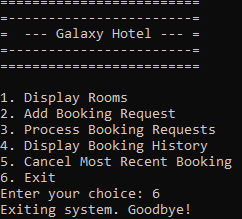 =========================
=-----------------------=
=  --- Galaxy Hotel --- =
=-----------------------=
=========================

1. Display Rooms
2. Add Booking Request
3. Process Booking Requests
4. Display Booking History
5. Cancel Most Recent Booking
6. Exit
Enter your choice: 6
Exiting system. Goodbye!